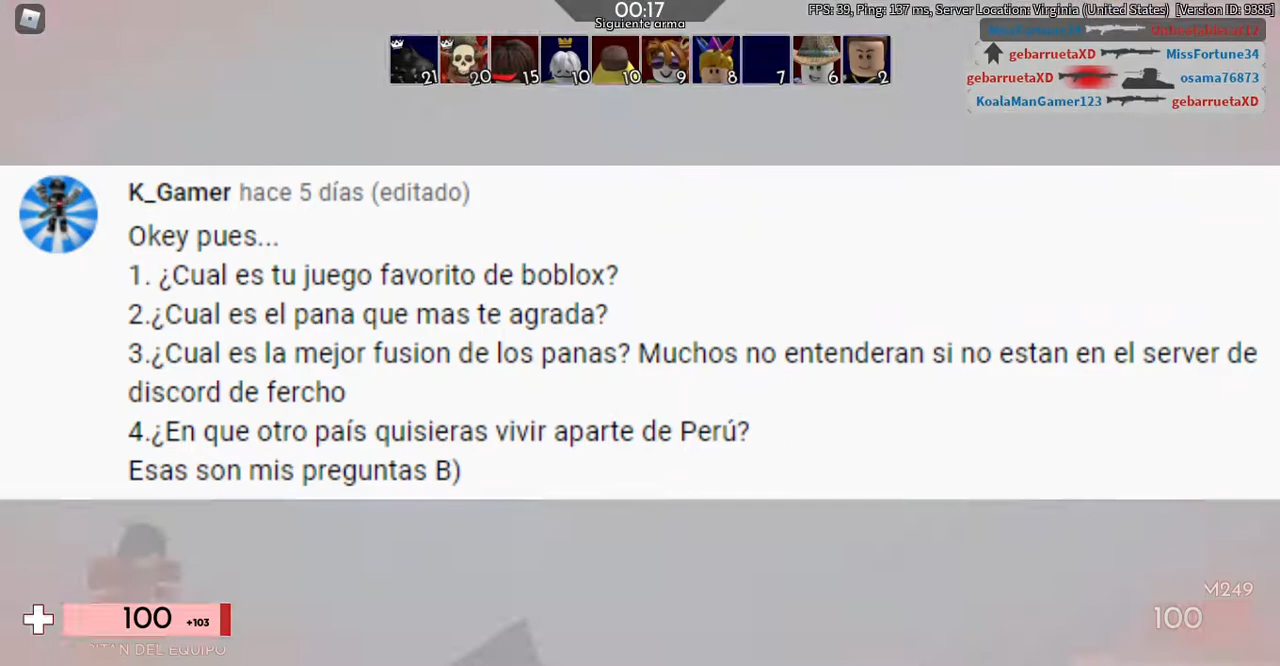 00:17
Siguiente arma
FPS: 39, Ping: 137 ms, Server Location: Virginia (United States) [Version ID: 9385]
21 20 15 10 10 9 8 7 6 2
gebarruetaXD MissFortune34
gebarruetaXD osama76873
KoalaManGamer123 gebarruetaXD
K_Gamer hace 5 días (editado)
Okey pues...
1. ¿Cual es tu juego favorito de boblox?
2.¿Cual es el pana que mas te agrada?
3.¿Cual es la mejor fusion de los panas? Muchos no entenderan si no estan en el server de
discord de fercho
4.¿En que otro país quisieras vivir aparte de Perú?
Esas son mis preguntas B)
100 +103
DEL EQUIPO
M249
100